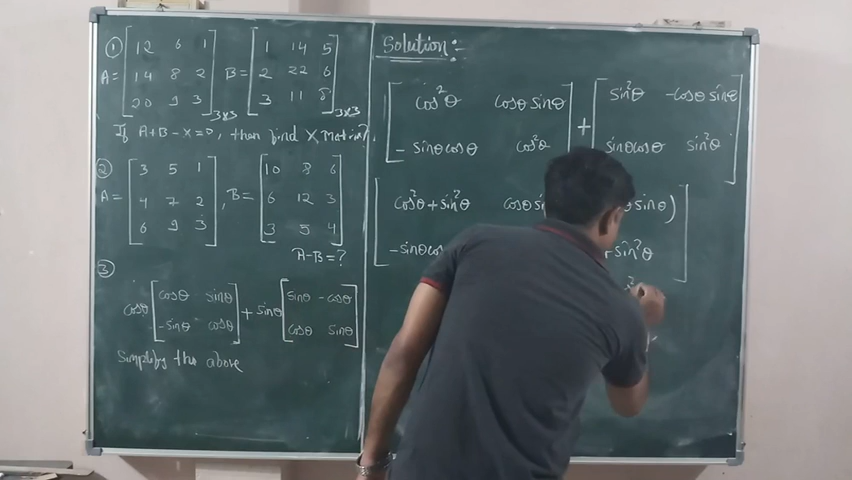 ① A = [ 12 6 1 B = [ 1 14 5
14 8 2 2 22 6
20 9 3 ]3×3 3 11 8 ]3×3
If A+B-X=0, then find X Matrix?
② A = [ 3 5 1 , B = [ 10 8 6
4 7 2 6 12 3
6 9 3 ] 3 5 4 ]
A-B=?
③
cosθ [ cosθ sinθ + sinθ [ sinθ -cosθ
-sinθ cosθ ] cosθ sinθ ]
Simplify the above
Solution:-
[ cos²θ cosθ sinθ + [ sin²θ -cosθ sinθ
- sinθ cosθ cos²θ ] sinθcosθ sin²θ ]
[ cos²θ + sin²θ cosθ sinθ)
-sinθcos + sin²θ ]